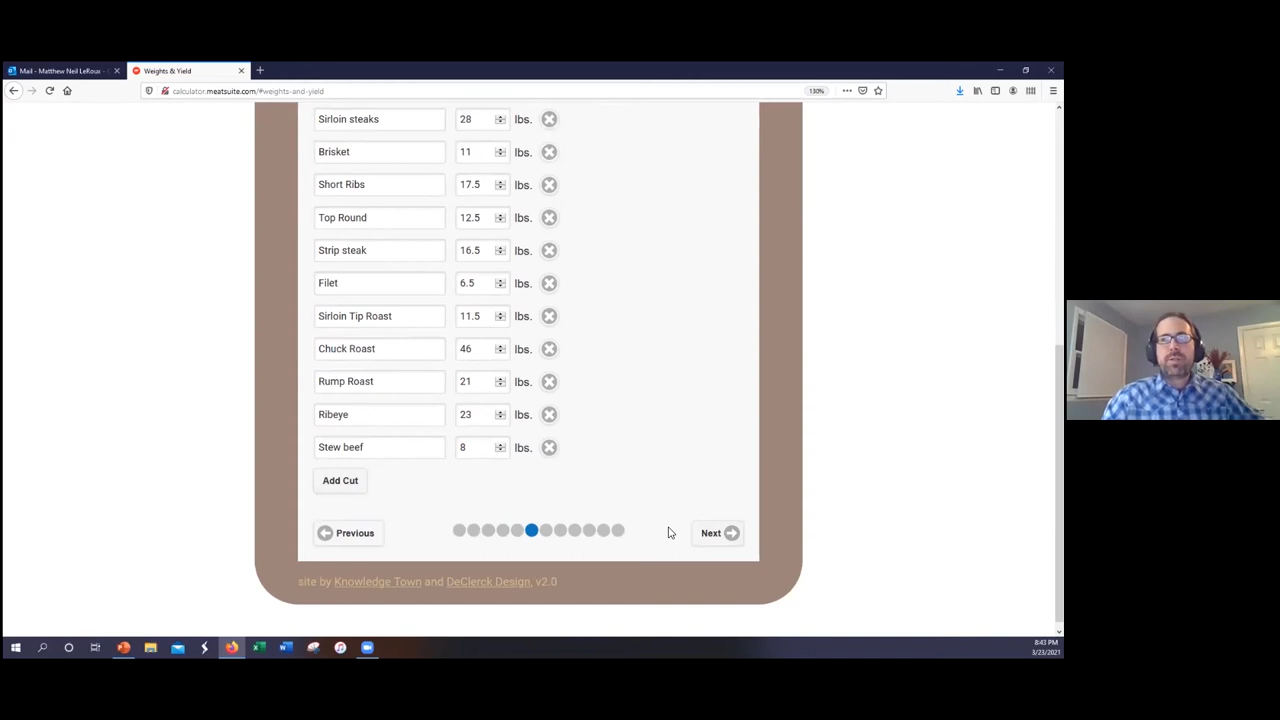 Mail - Matthew Neil LeRoux -
Weights & Yield
calculator.meatsuite.com/#weights-and-yield
130%
Sirloin steaks 28 lbs.
Brisket 11 lbs.
Short Ribs 17.5 lbs.
Top Round 12.5 lbs.
Strip steak 16.5 lbs.
Filet 6.5 lbs.
Sirloin Tip Roast 11.5 lbs.
Chuck Roast 46 lbs.
Rump Roast 21 lbs.
Ribeye 23 lbs.
Stew beef 8 lbs.
Add Cut
Previous Next
site by Knowledge Town and DeClerck Design, v2.0
8:43 PM
3/23/2021